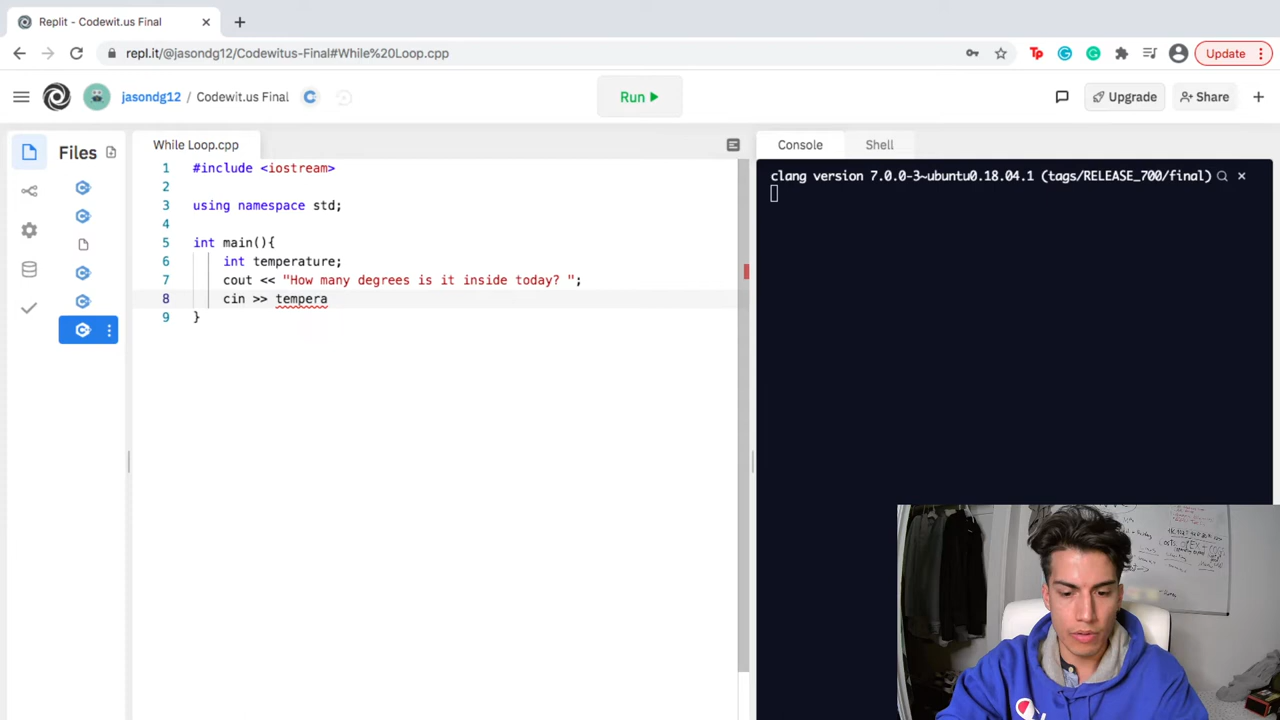 Replit - Codewit.us Final
repl.it/@jasondg12/Codewitus-Final#While%20Loop.cpp
Update
jasondg12 / Codewit.us Final
Run
Upgrade
Share
Files
While Loop.cpp
Console
Shell
1 #include <iostream>
2
3 using namespace std;
4
5 int main(){
6 int temperature;
7 cout << "How many degrees is it inside today? ";
8 cin >> tempera
9 }
clang version 7.0.0-3~ubuntu0.18.04.1 (tags/RELEASE_700/final)